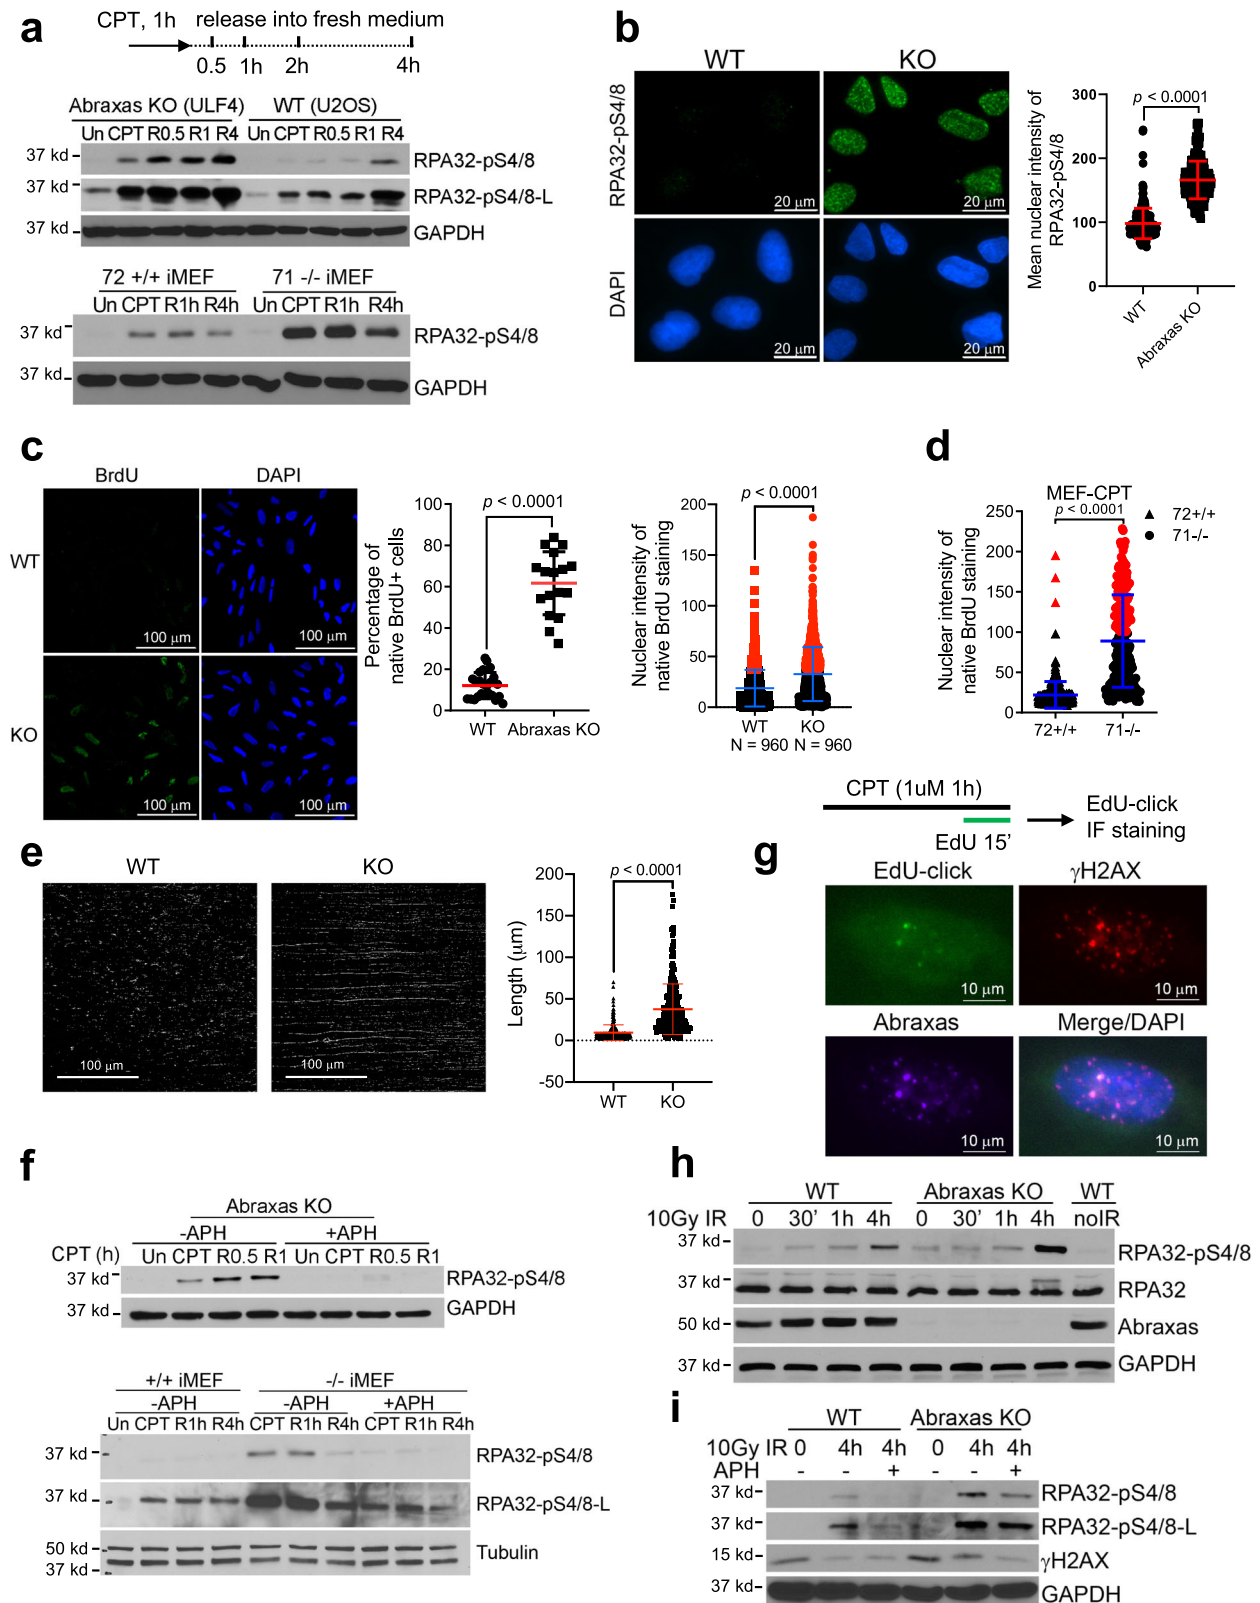 a
CPT, 1h release into fresh medium
0.5 1h 2h 4h
Abraxas KO (ULF4) WT (U2OS)
Un CPT R0.5 R1 R4 Un CPT R0.5 R1 R4
37 kd RPA32-pS4/8
37 kd RPA32-pS4/8-L
37 kd GAPDH
72 +/+ iMEF 71 -/- iMEF
Un CPT R1h R4h Un CPT R1h R4h
37 kd RPA32-pS4/8
37 kd GAPDH
b
WT KO
RPA32-pS4/8
20 μm 20 μm
DAPI
20 μm 20 μm
Mean nuclear intensity of
RPA32-pS4/8
p < 0.0001
300
200
100
0
WT Abraxas KO
c
BrdU DAPI
WT
100 μm 100 μm
KO
100 μm 100 μm
Percentage of
native BrdU+ cells
p < 0.0001
100
80
60
40
20
0
WT Abraxas KO
Nuclear intensity of
native BrdU staining
p < 0.0001
200
150
100
50
0
WT KO
N = 960 N = 960
d
MEF-CPT
p < 0.0001
72+/+
71-/-
Nuclear intensity of
native BrdU staining
250
200
150
100
50
0
72+/+ 71-/-
e
WT KO
100 μm 100 μm
Length (μm)
p < 0.0001
200
150
100
50
0
-50
WT KO
CPT (1uM 1h)
EdU 15’
EdU-click
IF staining
g
EdU-click γH2AX
10 μm 10 μm
Abraxas Merge/DAPI
10 μm 10 μm
f
Abraxas KO
-APH +APH
CPT (h) Un CPT R0.5 R1 Un CPT R0.5 R1
37 kd RPA32-pS4/8
37 kd GAPDH
+/+ iMEF -/- iMEF
-APH -APH +APH
Un CPT R1h R4h CPT R1h R4h CPT R1h R4h
37 kd RPA32-pS4/8
37 kd RPA32-pS4/8-L
50 kd Tubulin
37 kd
h
WT Abraxas KO WT
10Gy IR 0 30’ 1h 4h 0 30’ 1h 4h noIR
37 kd RPA32-pS4/8
37 kd RPA32
50 kd Abraxas
37 kd GAPDH
i
WT Abraxas KO
10Gy IR 0 4h 4h 0 4h 4h
APH - - + - - +
37 kd RPA32-pS4/8
37 kd RPA32-pS4/8-L
15 kd γH2AX
37 kd GAPDH